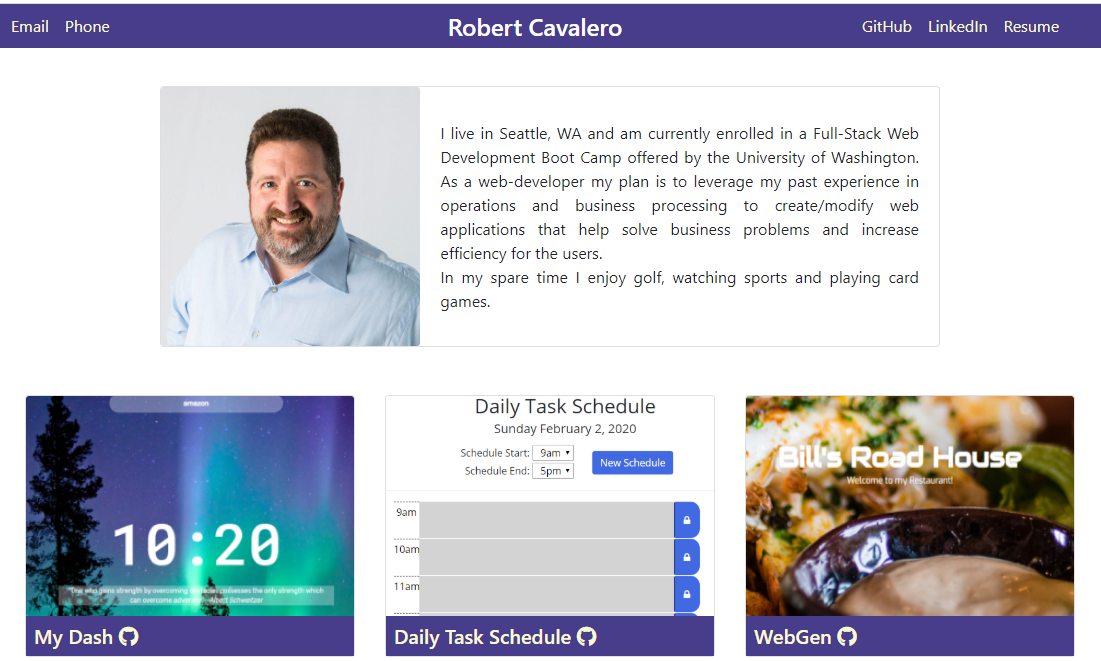 Email Phone Robert Cavalero GitHub LinkedIn Resume
I live in Seattle, WA and am currently enrolled in a Full-Stack Web
Development Boot Camp offered by the University of Washington.
As a web-developer my plan is to leverage my past experience in
operations and business processing to create/modify web
applications that help solve business problems and increase
efficiency for the users.
In my spare time I enjoy golf, watching sports and playing card
games.
amazon
10:20
"One who gains strength by overcoming obstacles possesses the only strength which
can overcome adversity" -Albert Schweitzer
My Dash
Daily Task Schedule
Sunday February 2, 2020
Schedule Start: 9am
Schedule End: 5pm
New Schedule
9am
10am
11am
Daily Task Schedule
Bill's Road House
Welcome to my Restaurant!
WebGen